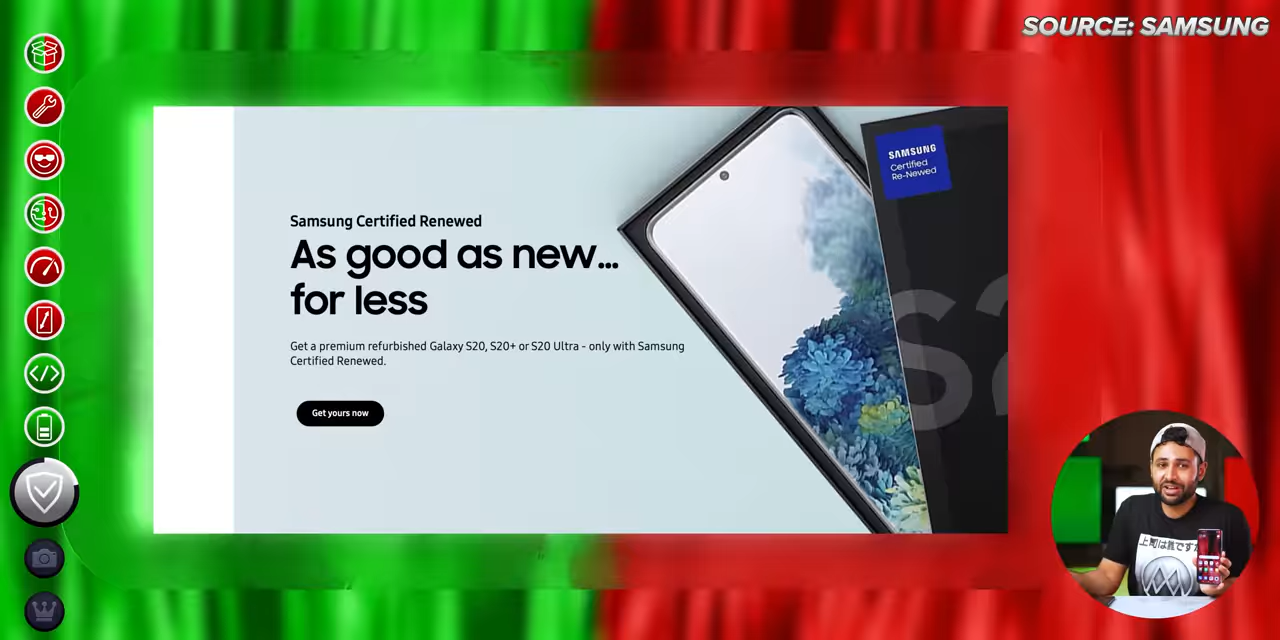 SOURCE: SAMSUNG
SAMSUNG
Certified
Re-Newed
Samsung Certified Renewed
As good as new...
for less
Get a premium refurbished Galaxy S20, S20+ or S20 Ultra - only with Samsung
Certified Renewed.
Get yours now
S2